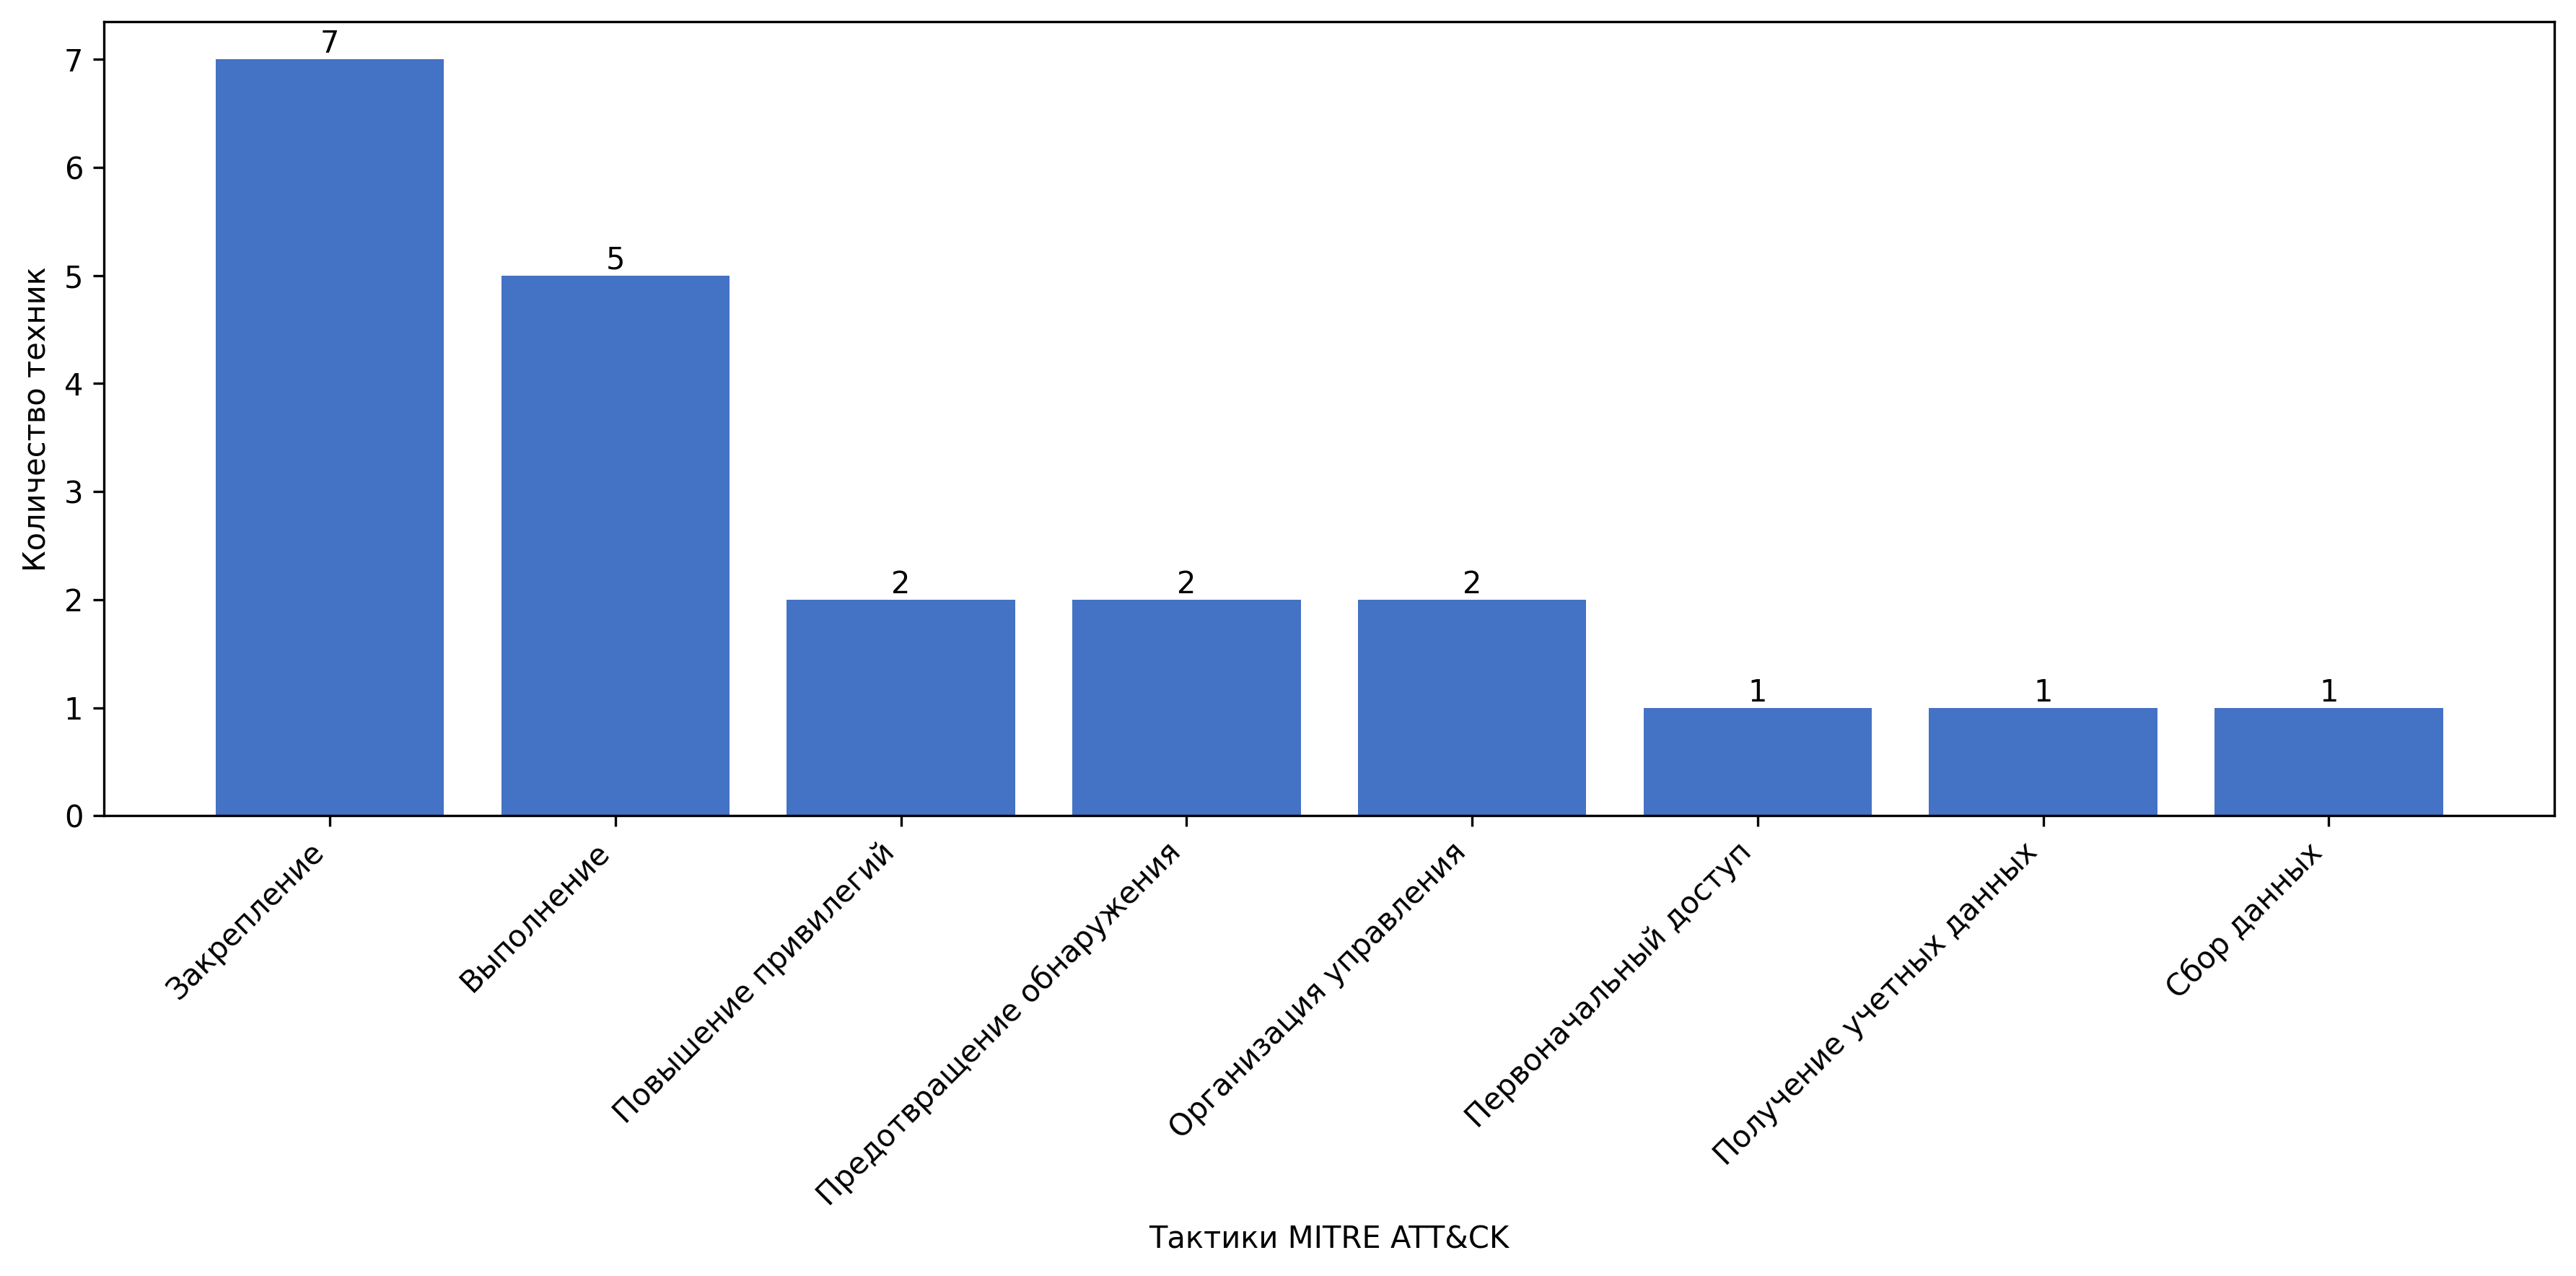 Количество техник
7
6
5
4
3
2
1
0
7
5
2
2
2
1
1
1
Закрепление
Выполнение
Повышение привилегий
Предотвращение обнаружения
Организация управления
Первоначальный доступ
Получение учетных данных
Сбор данных
Тактики MITRE ATT&CK